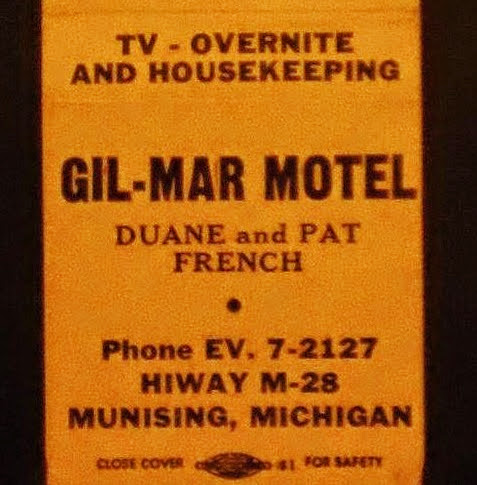 TV - OVERNITE
AND HOUSEKEEPING
GIL-MAR MOTEL
DUANE and PAT
FRENCH
Phone EV. 7-2127
HIWAY M-28
MUNISING, MICHIGAN
CLOSE COVER FOR SAFETY